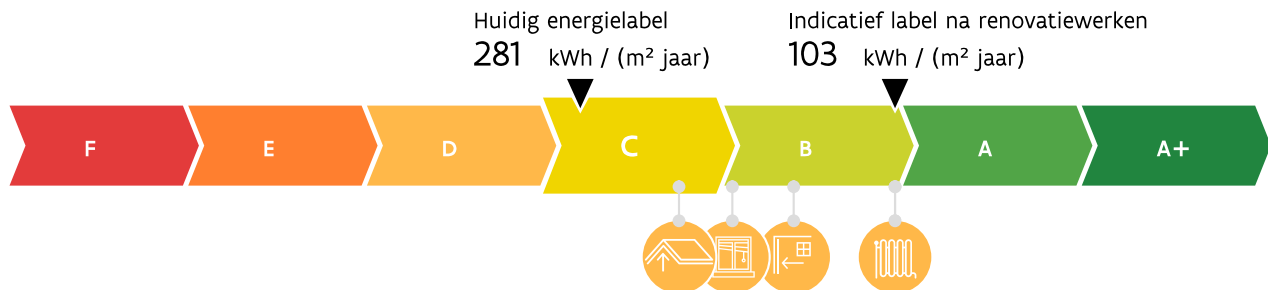 Huidig energielabel
281 kWh / (m² jaar)
Indicatief label na renovatiewerken
103 kWh / (m² jaar)
F E D C B A A+